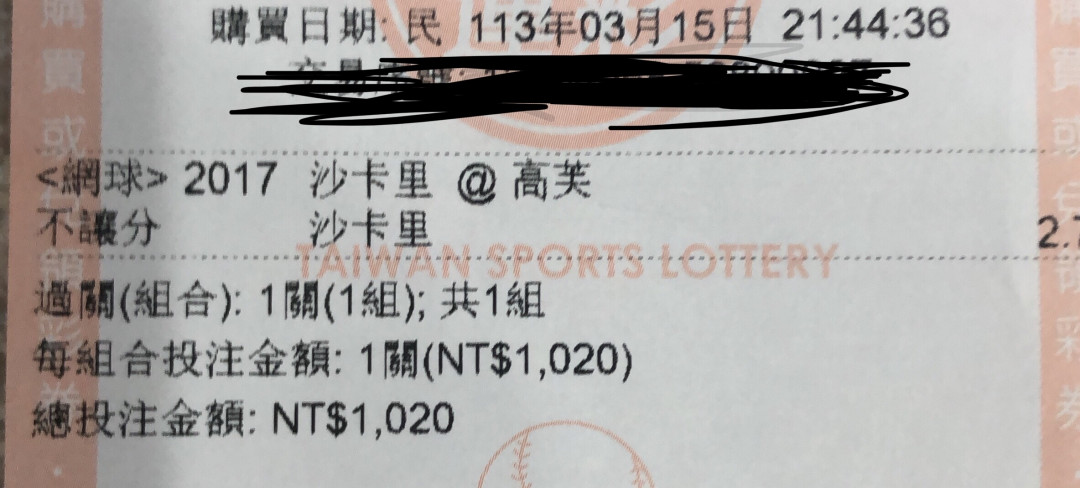 購買日期: 民 113年03月15日 21:44:36
<網球> 2017 沙卡里 @ 高芙
不讓分 沙卡里 2.7
TAIWAN SPORTS LOTTERY
過關(組合): 1關(1組); 共1組
每組合投注金額: 1關(NT$1,020)
總投注金額: NT$1,020